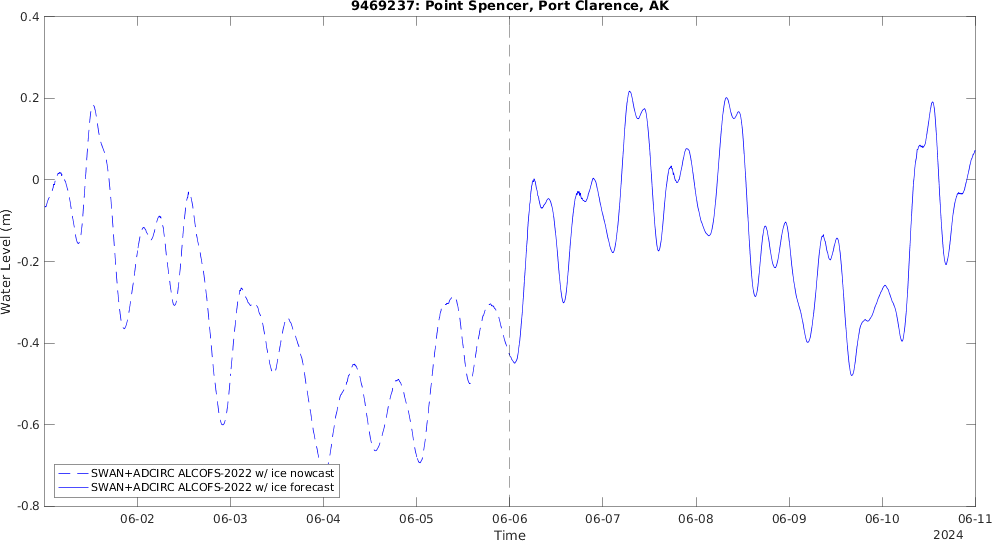 9469237: Point Spencer, Port Clarence, AK
0.4
0.2
0
-0.2
-0.4
-0.6
-0.8
Water Level (m)
SWAN+ADCIRC ALCOFS-2022 w/ ice nowcast
SWAN+ADCIRC ALCOFS-2022 w/ ice forecast
06-02 06-03 06-04 06-05 06-06 06-07 06-08 06-09 06-10 06-11
Time
2024